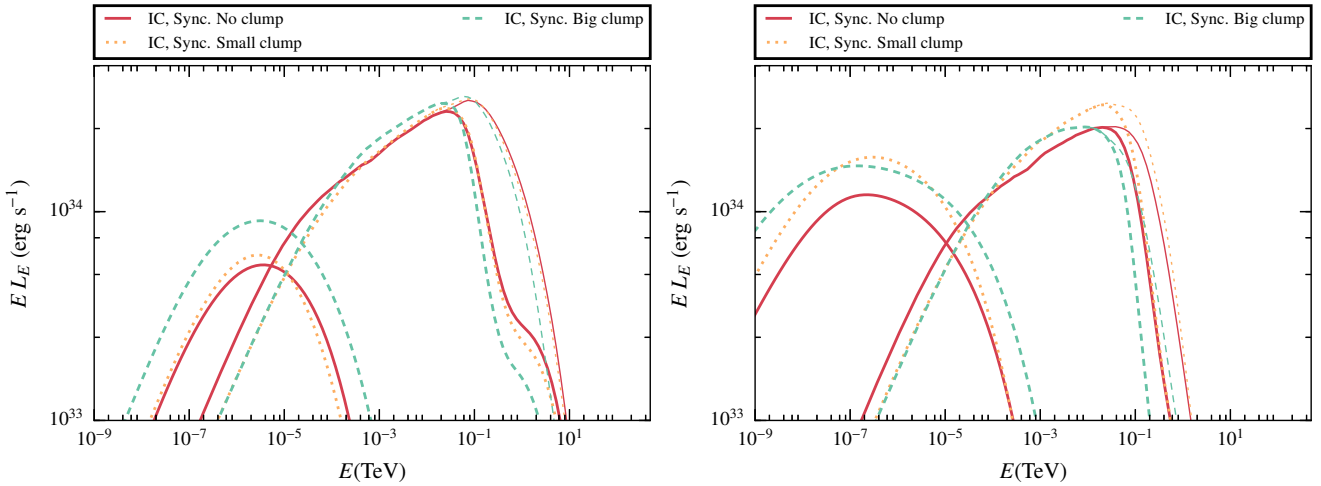 IC, Sync. No clump
IC, Sync. Small clump
IC, Sync. Big clump
10^34
10^33
E L_E (erg s^−1)
10^−9 10^−7 10^−5 10^−3 10^−1 10^1
E(TeV)
IC, Sync. No clump
IC, Sync. Small clump
IC, Sync. Big clump
10^34
10^33
E L_E (erg s^−1)
10^−9 10^−7 10^−5 10^−3 10^−1 10^1
E(TeV)